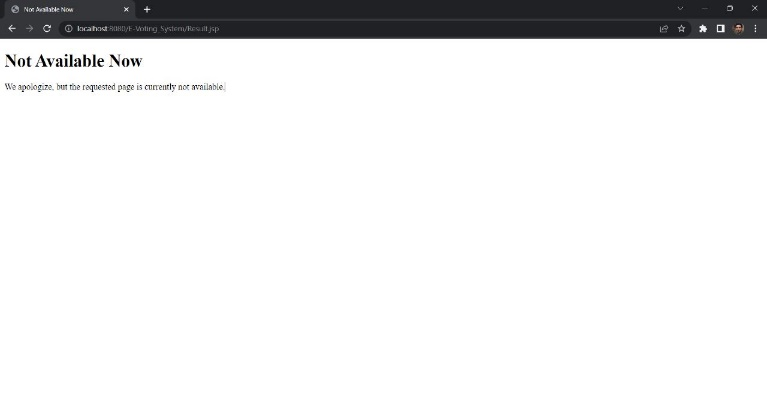 Not Available Now
localhost:8080/E-Voting_System/Result.jsp
Not Available Now
We apologize, but the requested page is currently not available.